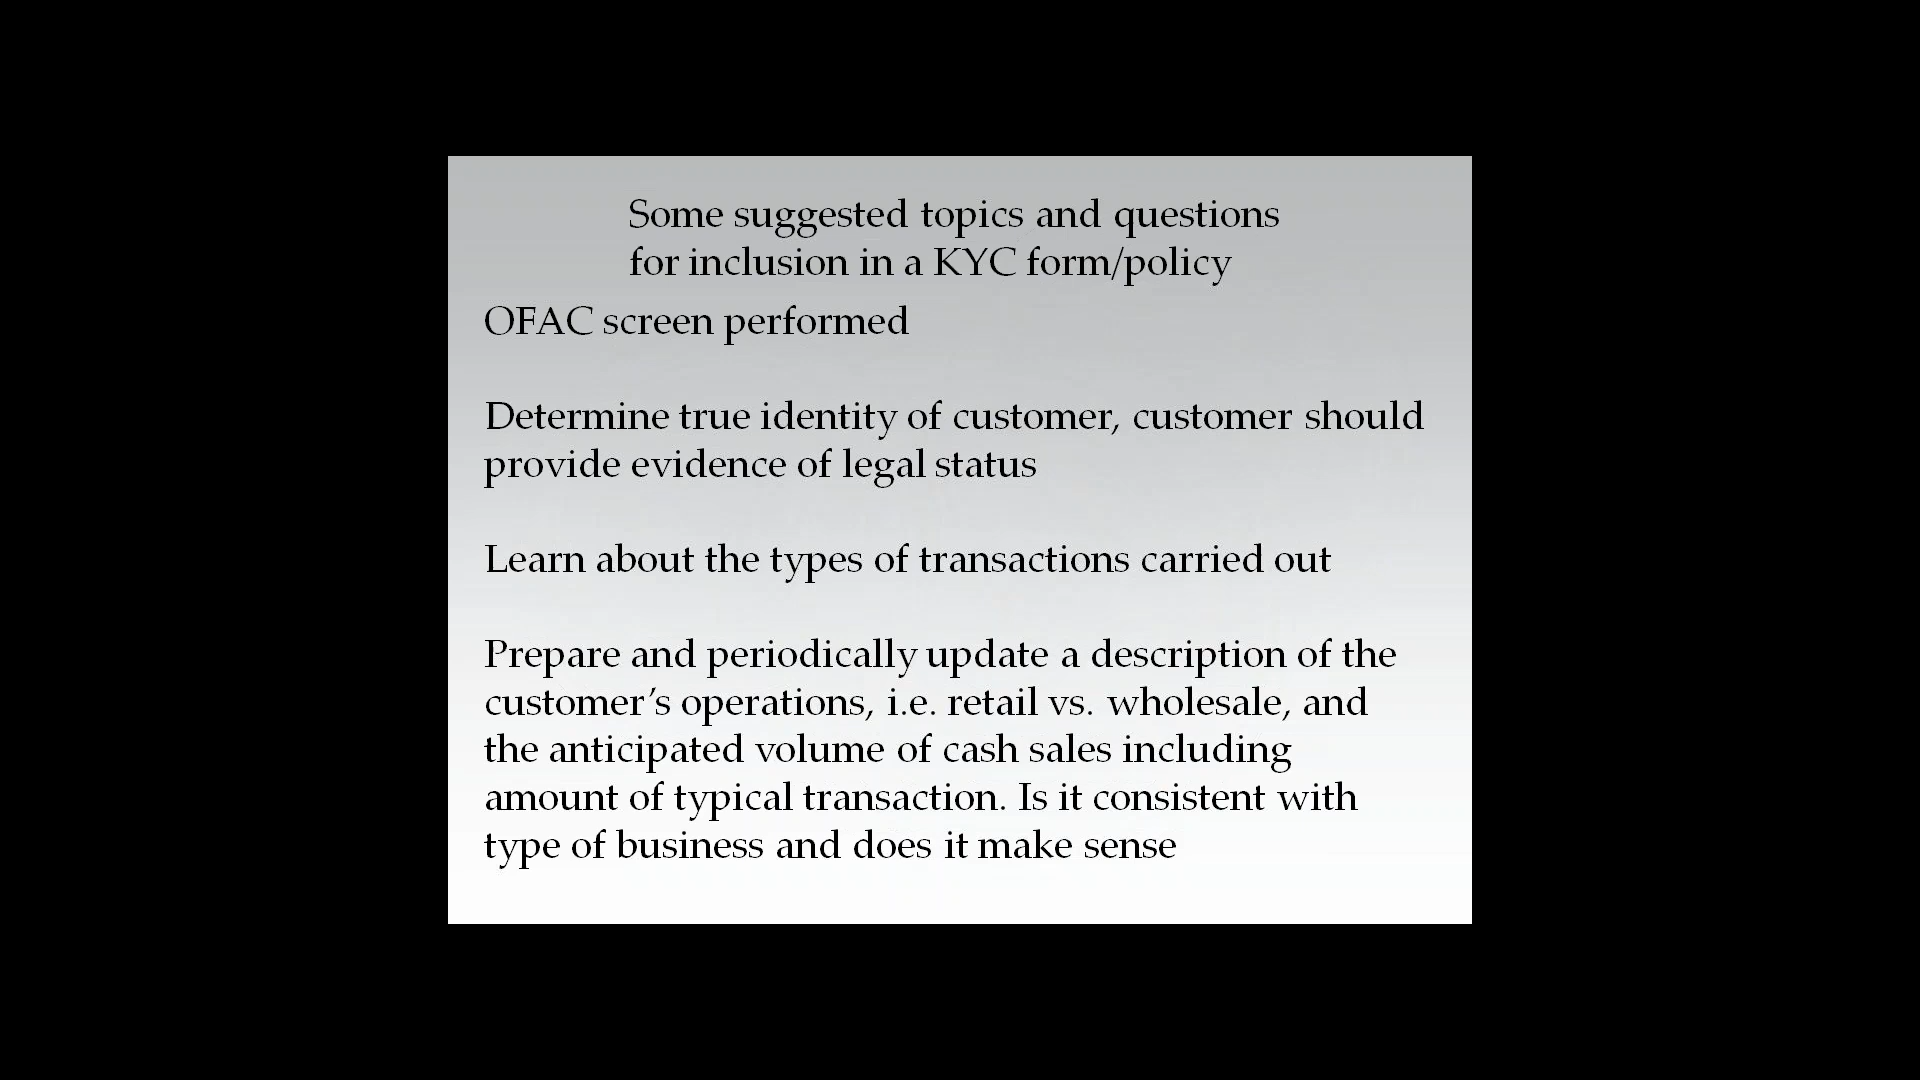 Some suggested topics and questions
for inclusion in a KYC form/policy
OFAC screen performed
Determine true identity of customer, customer should
provide evidence of legal status
Learn about the types of transactions carried out
Prepare and periodically update a description of the
customer’s operations, i.e. retail vs. wholesale, and
the anticipated volume of cash sales including
amount of typical transaction. Is it consistent with
type of business and does it make sense